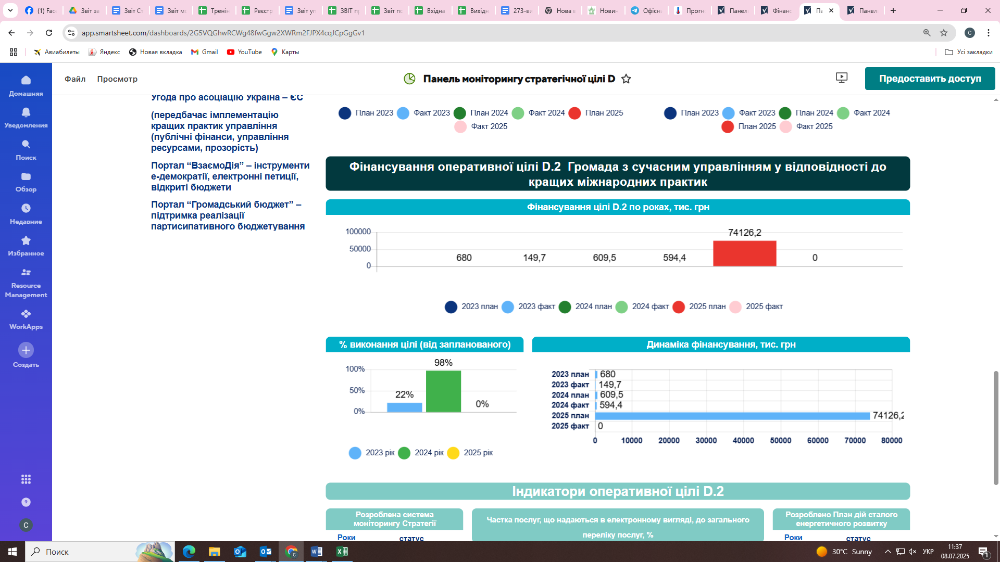 (1) Face
Звіт за
Звіт Ст
Звіт мо
Тренін
Реєстр
Звіт уп
ЗВІТ п
Звіт по
Вхідна
Вихідн
273-ви
Нова в
Новин
Офісн
Прогн
Панел
Фінанс
Па
Панел
app.smartsheet.com/dashboards/2G5VQGhwRCWg48fwGgw2XWRm2FJPX4cqJCpGgGv1
C
Авиабилеты
Яндекс
Новая вкладка
Gmail
YouTube
Карты
Усі закладки
Файл
Просмотр
Панель моніторингу стратегічної цілі D
Предоставить доступ
Домашняя
Уведомления
Поиск
Обзор
Недавние
Избранное
Resource
Management
WorkApps
Создать
C
Угода про асоціацію Україна – ЄС
(передбачає імплементацію
кращих практик управління
(публічні фінанси, управління
ресурсами, прозорість)
Портал “ВзаємоДія” – інструменти
е-демократії, електронні петиції,
відкриті бюджети
Портал “Громадський бюджет” –
підтримка реалізації
партисипативного бюджетування
План 2023 Факт 2023 План 2024 Факт 2024 План 2025
Факт 2025
План 2023 Факт 2023 План 2024 Факт 2024
План 2025 Факт 2025
Фінансування оперативної цілі D.2 Громада з сучасним управлінням у відповідності до
кращих міжнародних практик
Фінансування цілі D.2 по роках, тис. грн
100000
50000
0
680
149,7
609,5
594,4
74126,2
0
2023 план 2023 факт 2024 план 2024 факт 2025 план 2025 факт
% виконання цілі (від запланованого)
100%
50%
0%
22%
98%
0%
2023 рік 2024 рік 2025 рік
Динаміка фінансування, тис. грн
2023 план 680
2023 факт 149,7
2024 план 609,5
2024 факт 594,4
2025 план 74126,2
2025 факт 0
0 10000 20000 30000 40000 50000 60000 70000 80000
Індикатори оперативної цілі D.2
Розроблена система
моніторингу Стратегії
Роки статус
Частка послуг, що надаються в електронному вигляді, до загального
переліку послуг, %
Розроблено План дій сталого
енергетичного розвитку
Роки статус
Поиск
30°C Sunny
УКР
11:37
08.07.2025
1